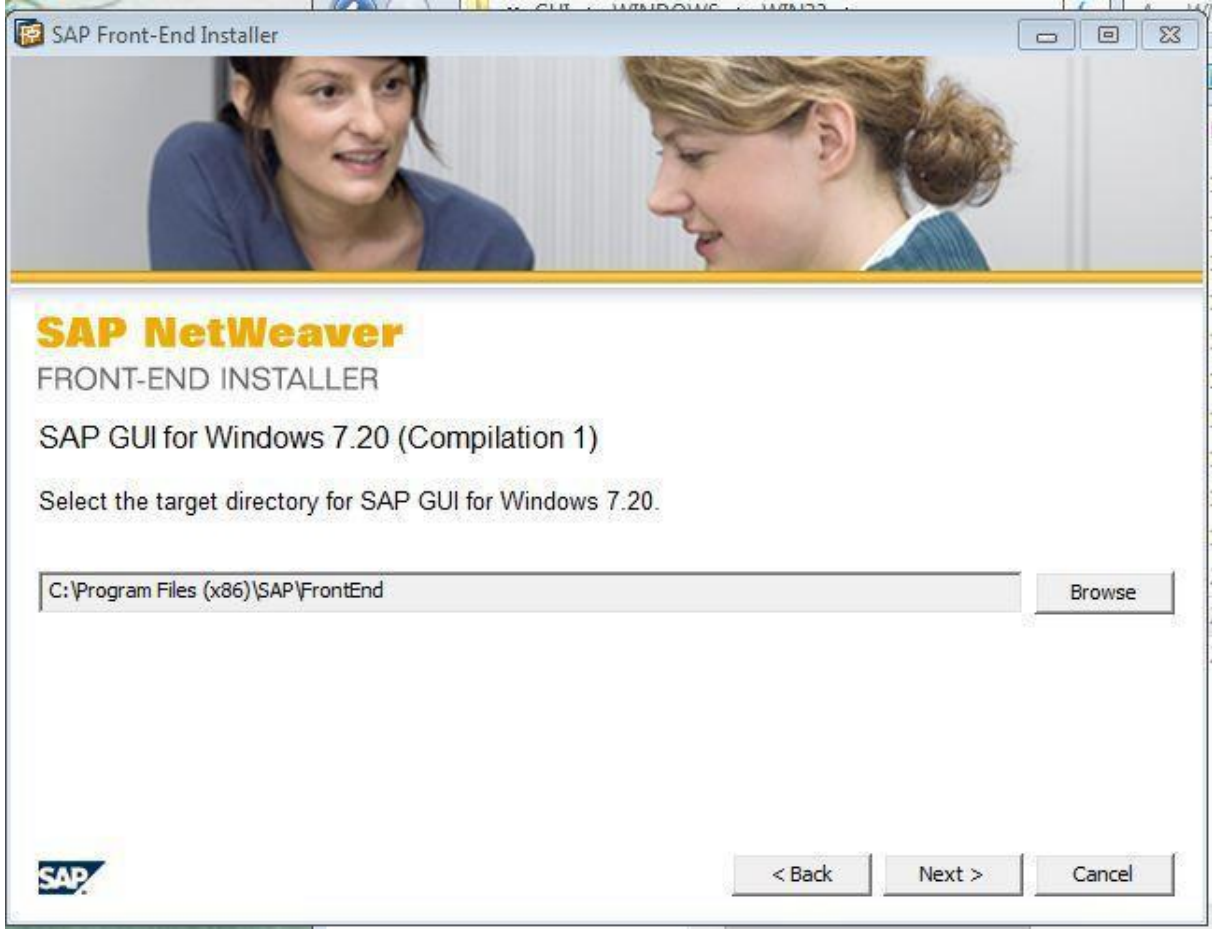 SAP Front-End Installer
SAP NetWeaver
FRONT-END INSTALLER
SAP GUI for Windows 7.20 (Compilation 1)
Select the target directory for SAP GUI for Windows 7.20.
C:\Program Files (x86)\SAP\FrontEnd
Browse
SAP
< Back
Next >
Cancel